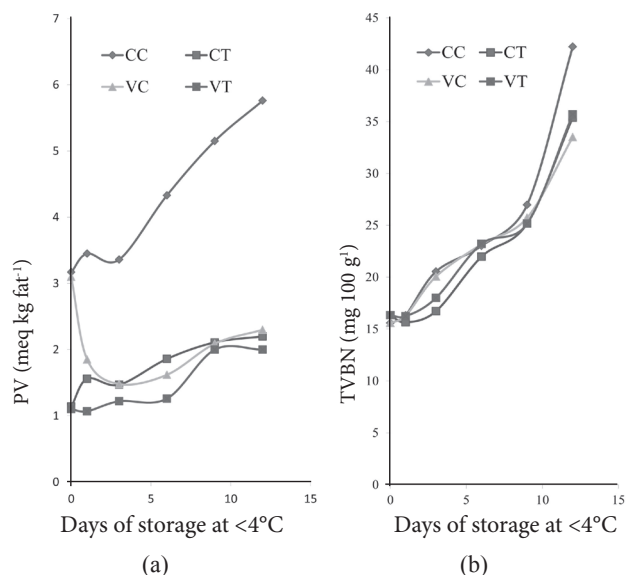 7
6
5
4
3
2
1
0
PV (meq kg fat-1)
CC CT
VC VT
0 5 10 15
Days of storage at <4°C
(a)
45
40
35
30
25
20
15
10
5
0
TVBN (mg 100 g1)
CC CT
VC VT
0 5 10 15
Days of storage at <4°C
(b)